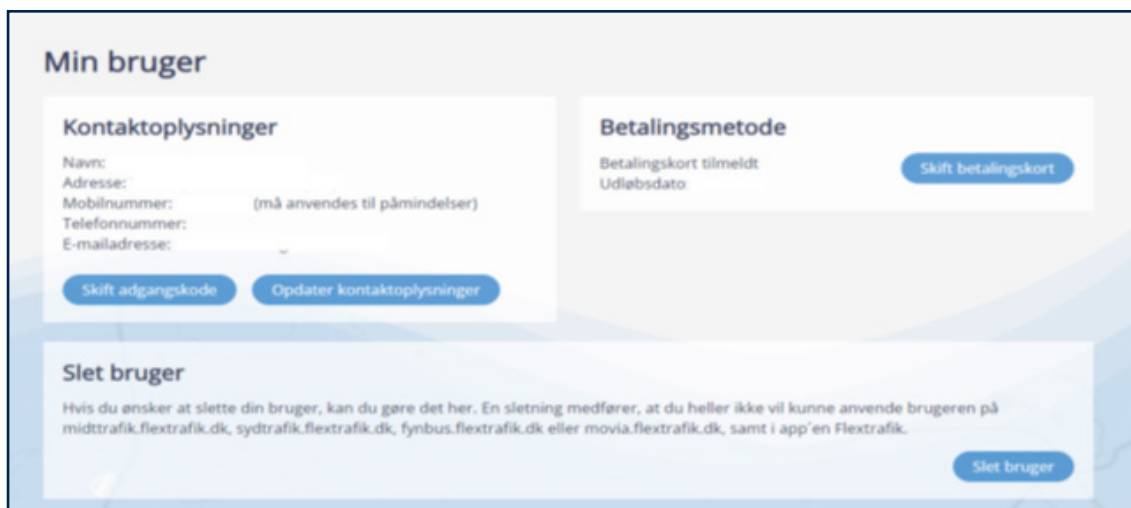 Min bruger
Kontaktoplysninger
Navn:
Adresse:
Mobilnummer: (må anvendes til påmindelser)
Telefonnummer:
E-mailadresse:
Skift adgangskode
Opdater kontaktoplysninger
Betalingsmetode
Betalingskort tilmeldt
Udløbsdato
Skift betalingskort
Slet bruger
Hvis du ønsker at slette din bruger, kan du gøre det her. En sletning medfører, at du heller ikke vil kunne anvende brugeren på
midttrafik.flextrafik.dk, sydtrafik.flextrafik.dk, fynbus.flextrafik.dk eller movia.flextrafik.dk, samt i app´en Flextrafik.
Slet bruger